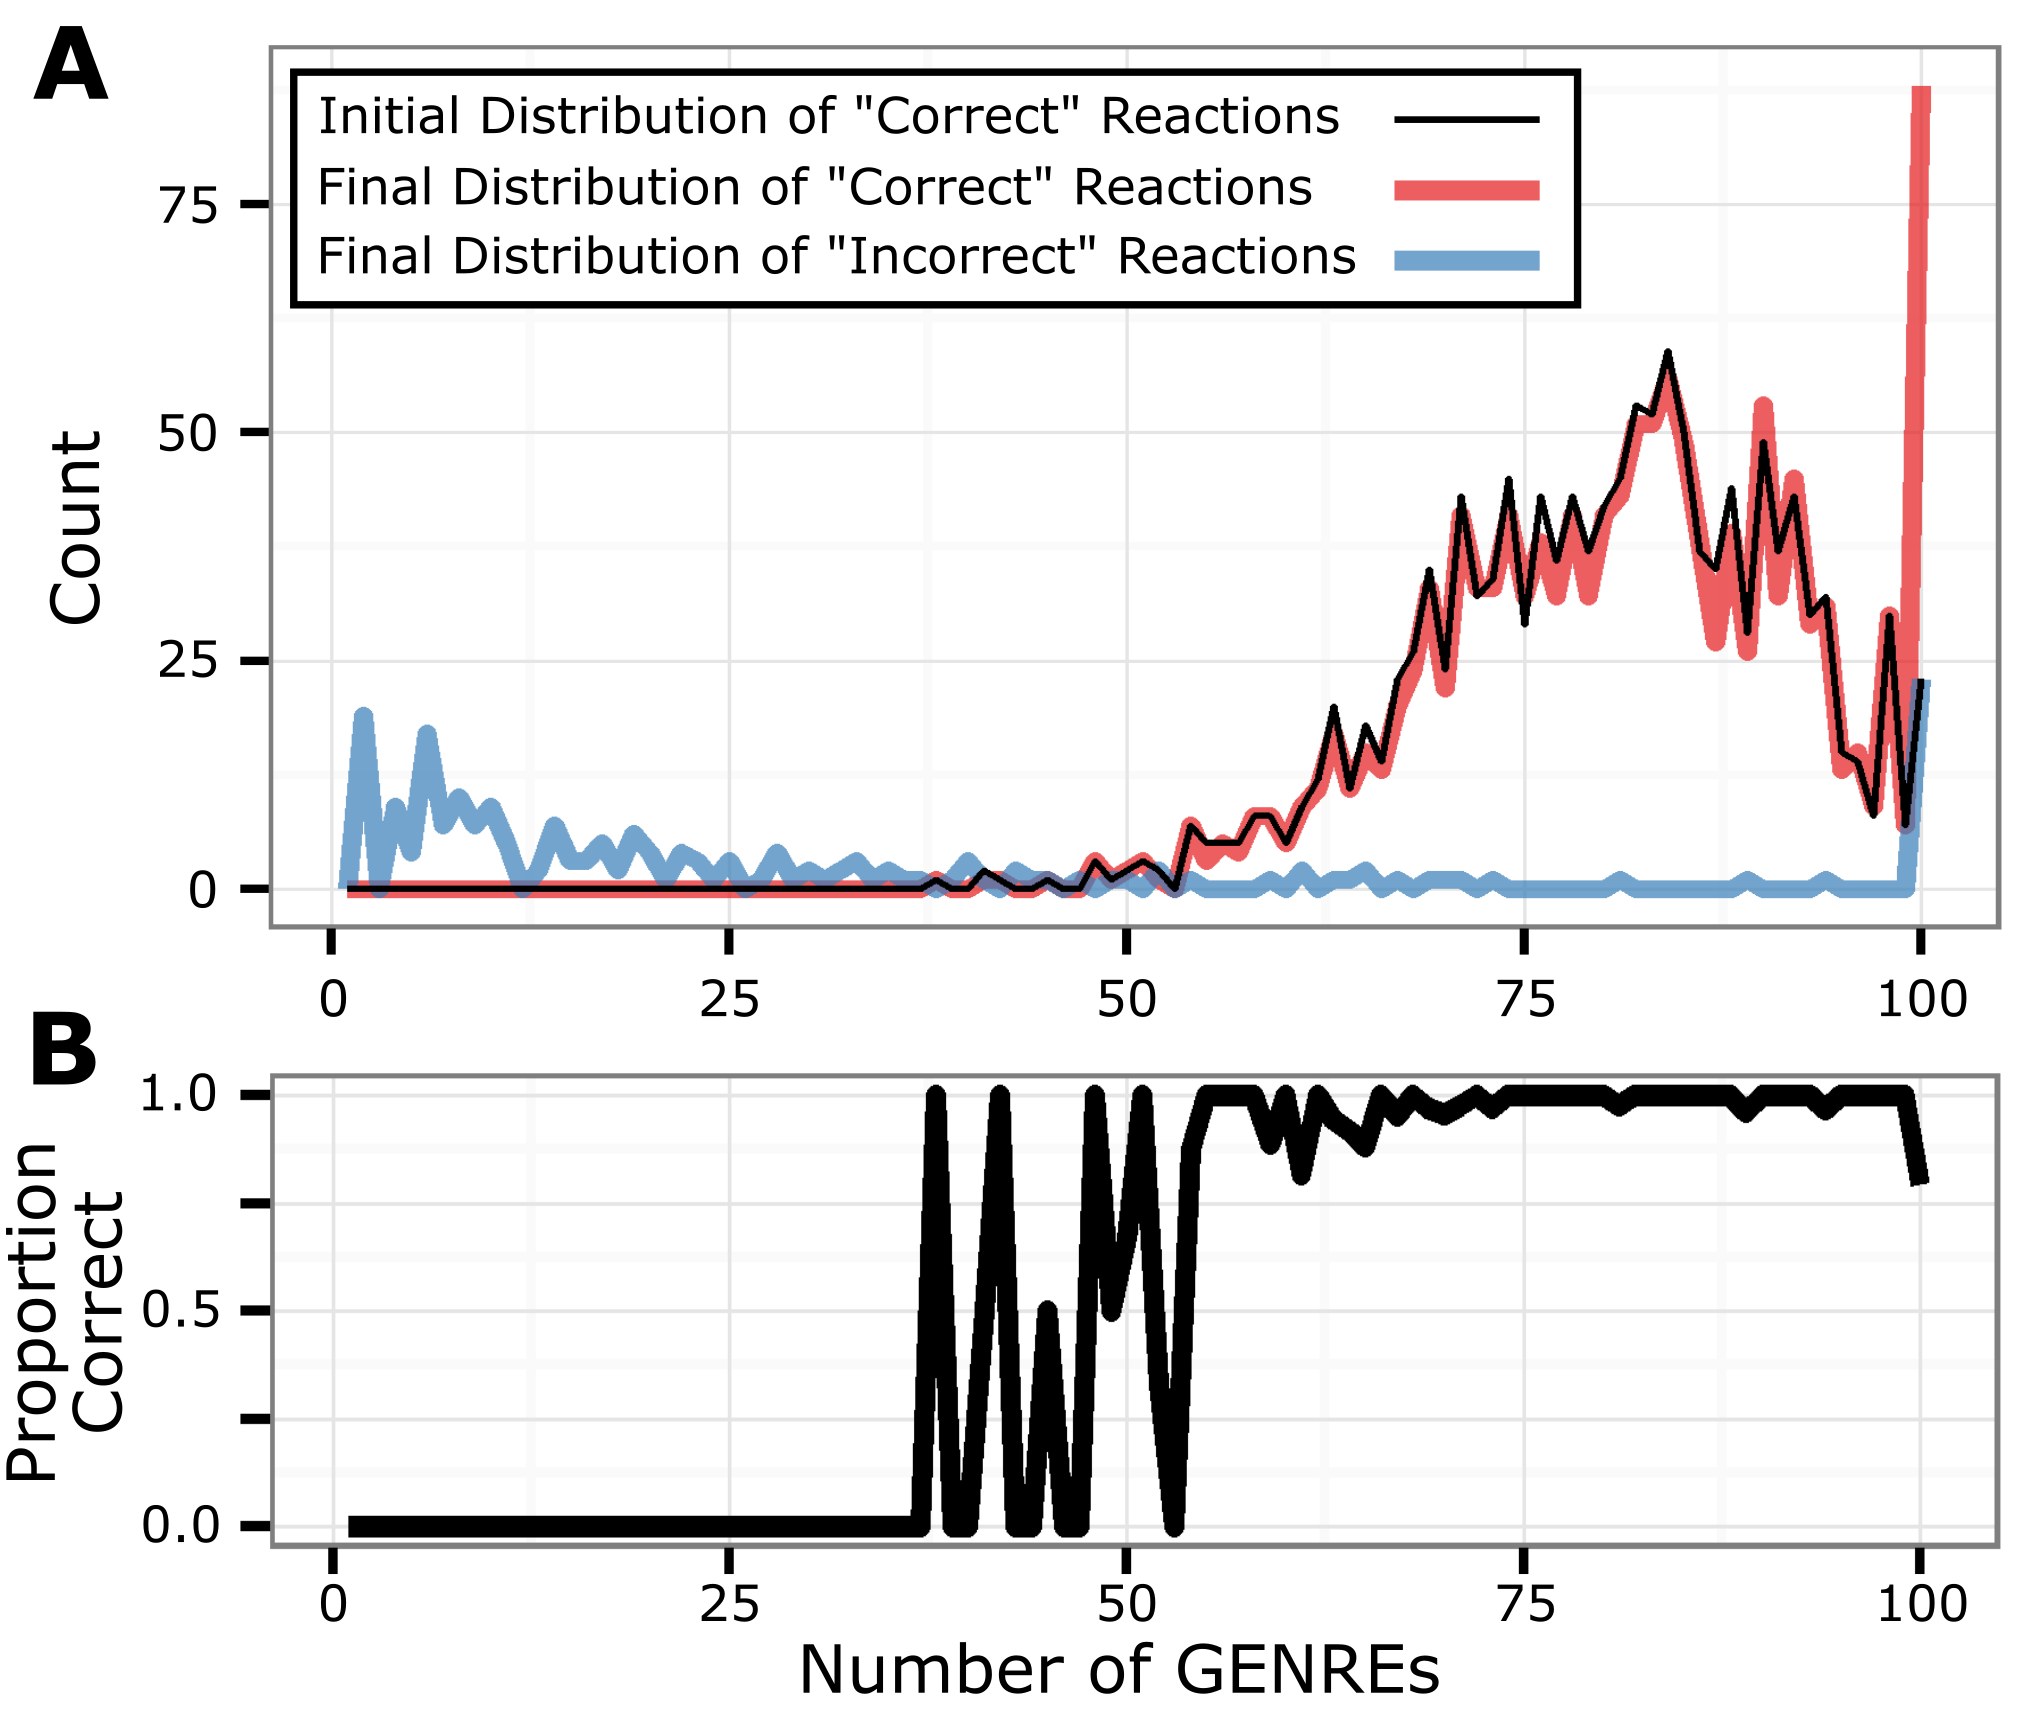 A
Initial Distribution of "Correct" Reactions
Final Distribution of "Correct" Reactions
Final Distribution of "Incorrect" Reactions
Count
75
50
25
0
0 25 50 75 100
B
Proportion
Correct
1.0
0.5
0.0
0 25 50 75 100
Number of GENREs